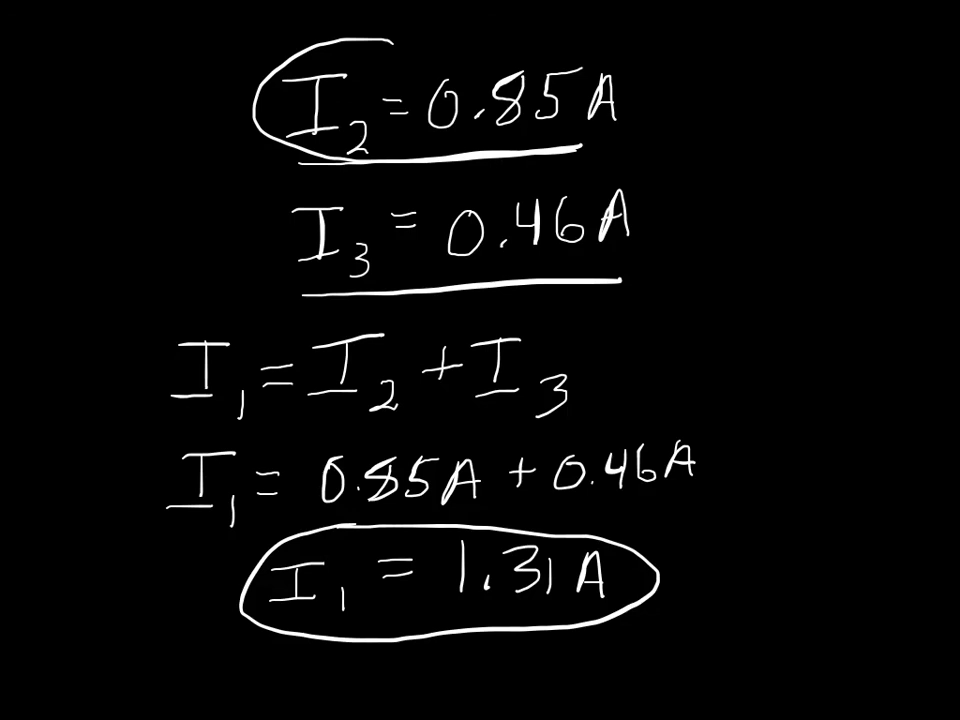 I₂ = 0.85A
I₃ = 0.46A
I₁ = I₂ + I₃
I₁ = 0.85A + 0.46A
I₁ = 1.31A